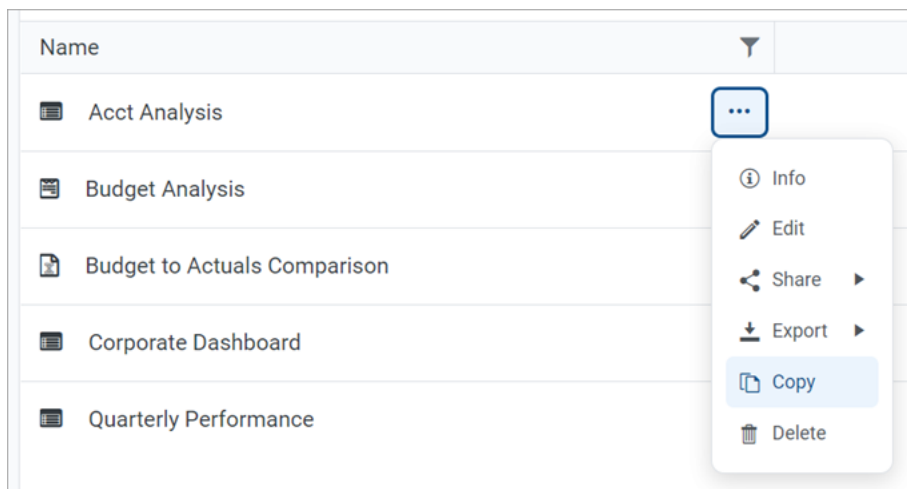 Name
Acct Analysis
Budget Analysis
Budget to Actuals Comparison
Corporate Dashboard
Quarterly Performance
Info
Edit
Share
Export
Copy
Delete